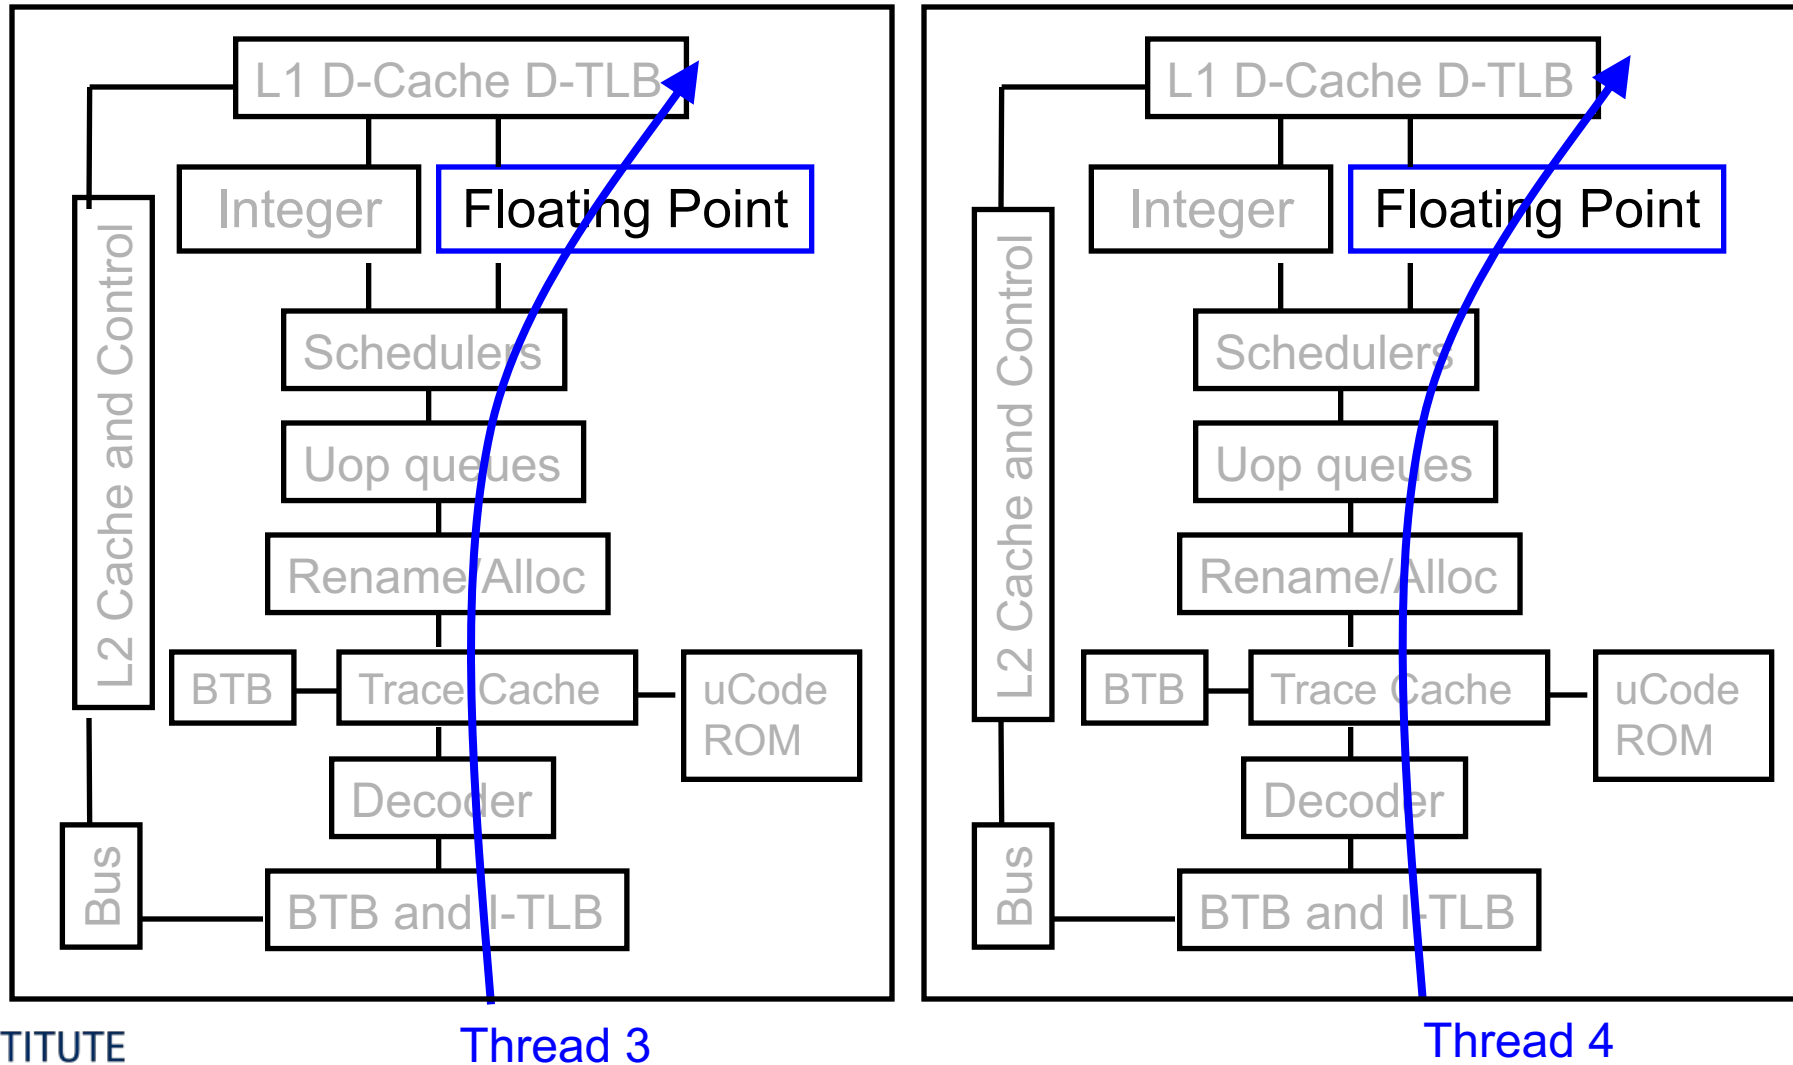 L1 D-Cache D-TLB
Integer
Floating Point
L2 Cache and Control
Schedulers
Uop queues
Rename/Alloc
BTB
Trace Cache
uCode
ROM
Decoder
Bus
BTB and I-TLB
Thread 3
L1 D-Cache D-TLB
Integer
Floating Point
L2 Cache and Control
Schedulers
Uop queues
Rename/Alloc
BTB
Trace Cache
uCode
ROM
Decoder
Bus
BTB and I-TLB
Thread 4
TITUTE